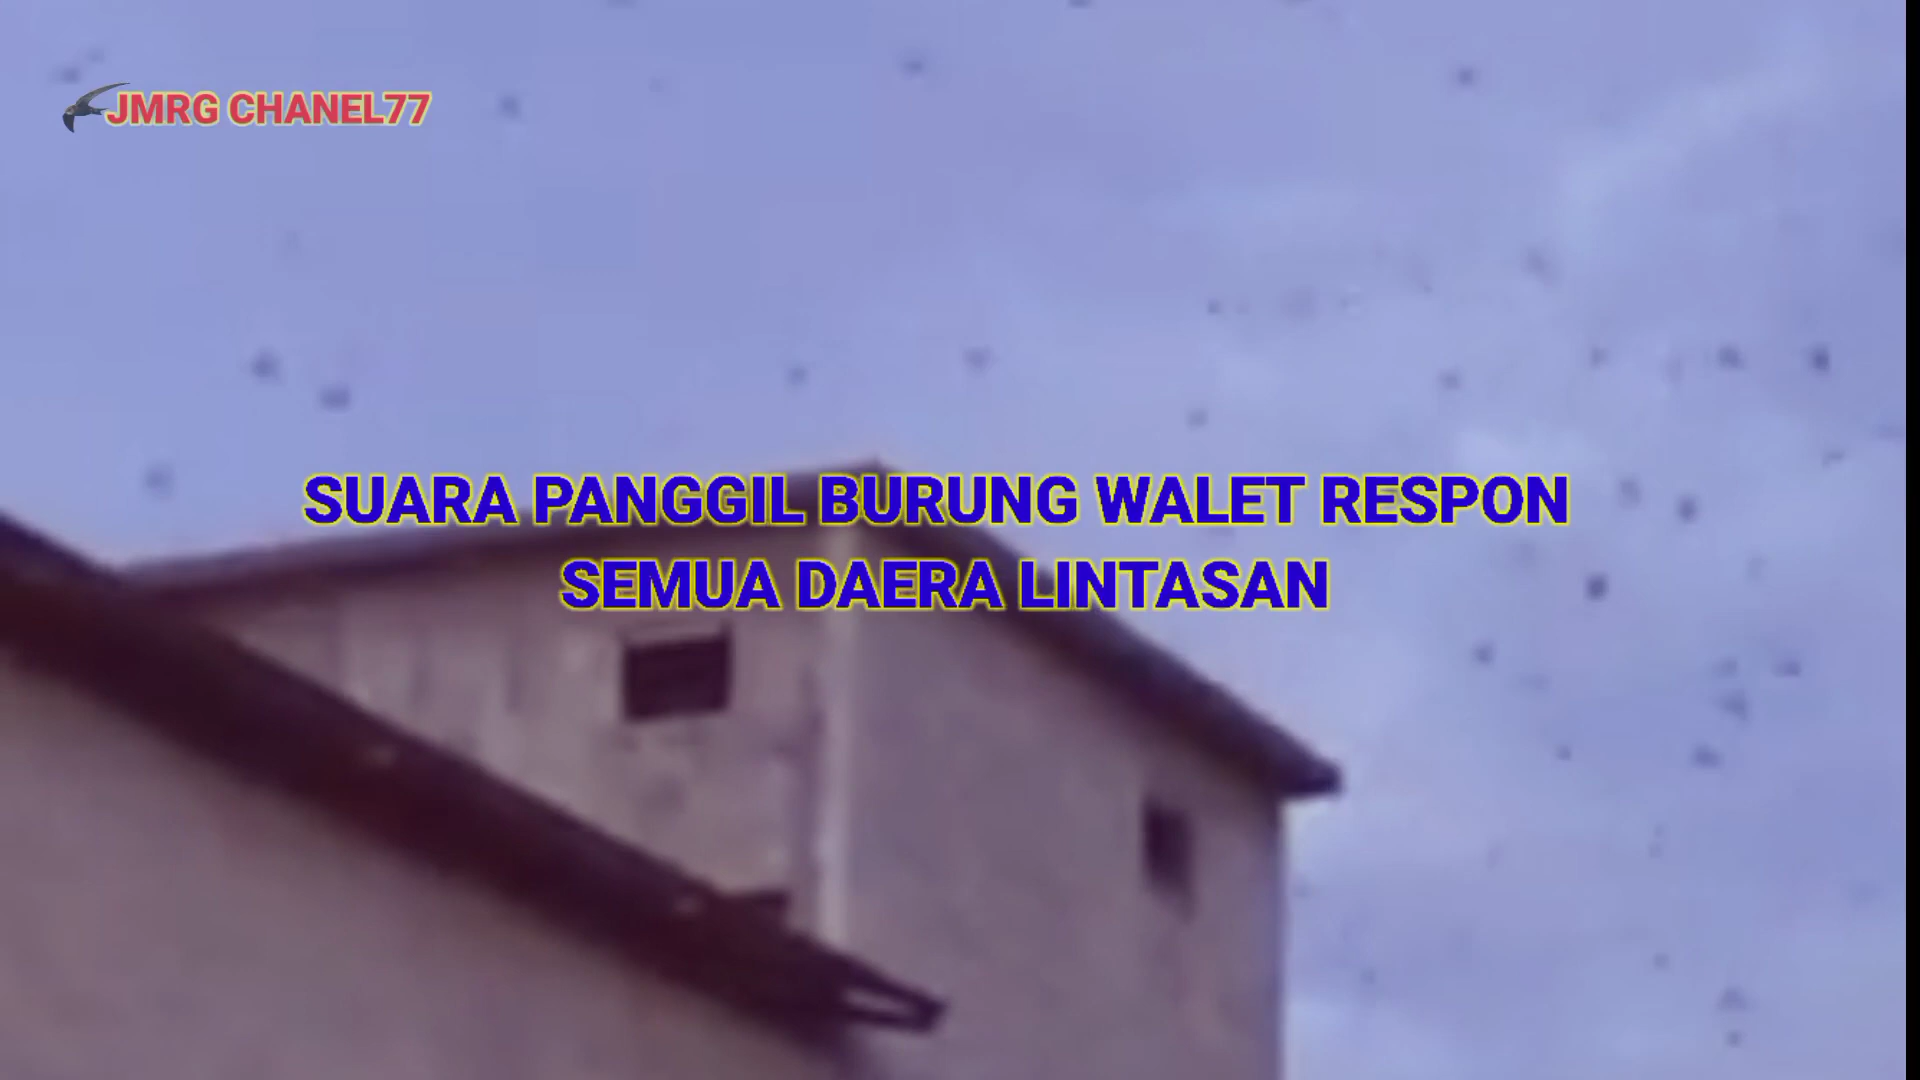 JMRG CHANEL77
SUARA PANGGIL BURUNG WALET RESPON
SEMUA DAERA LINTASAN